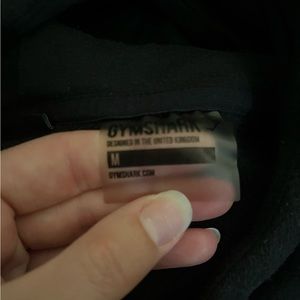 GYMSHARK
DESIGNED IN THE UNITED KINGDOM
M
GYMSHARK.COM